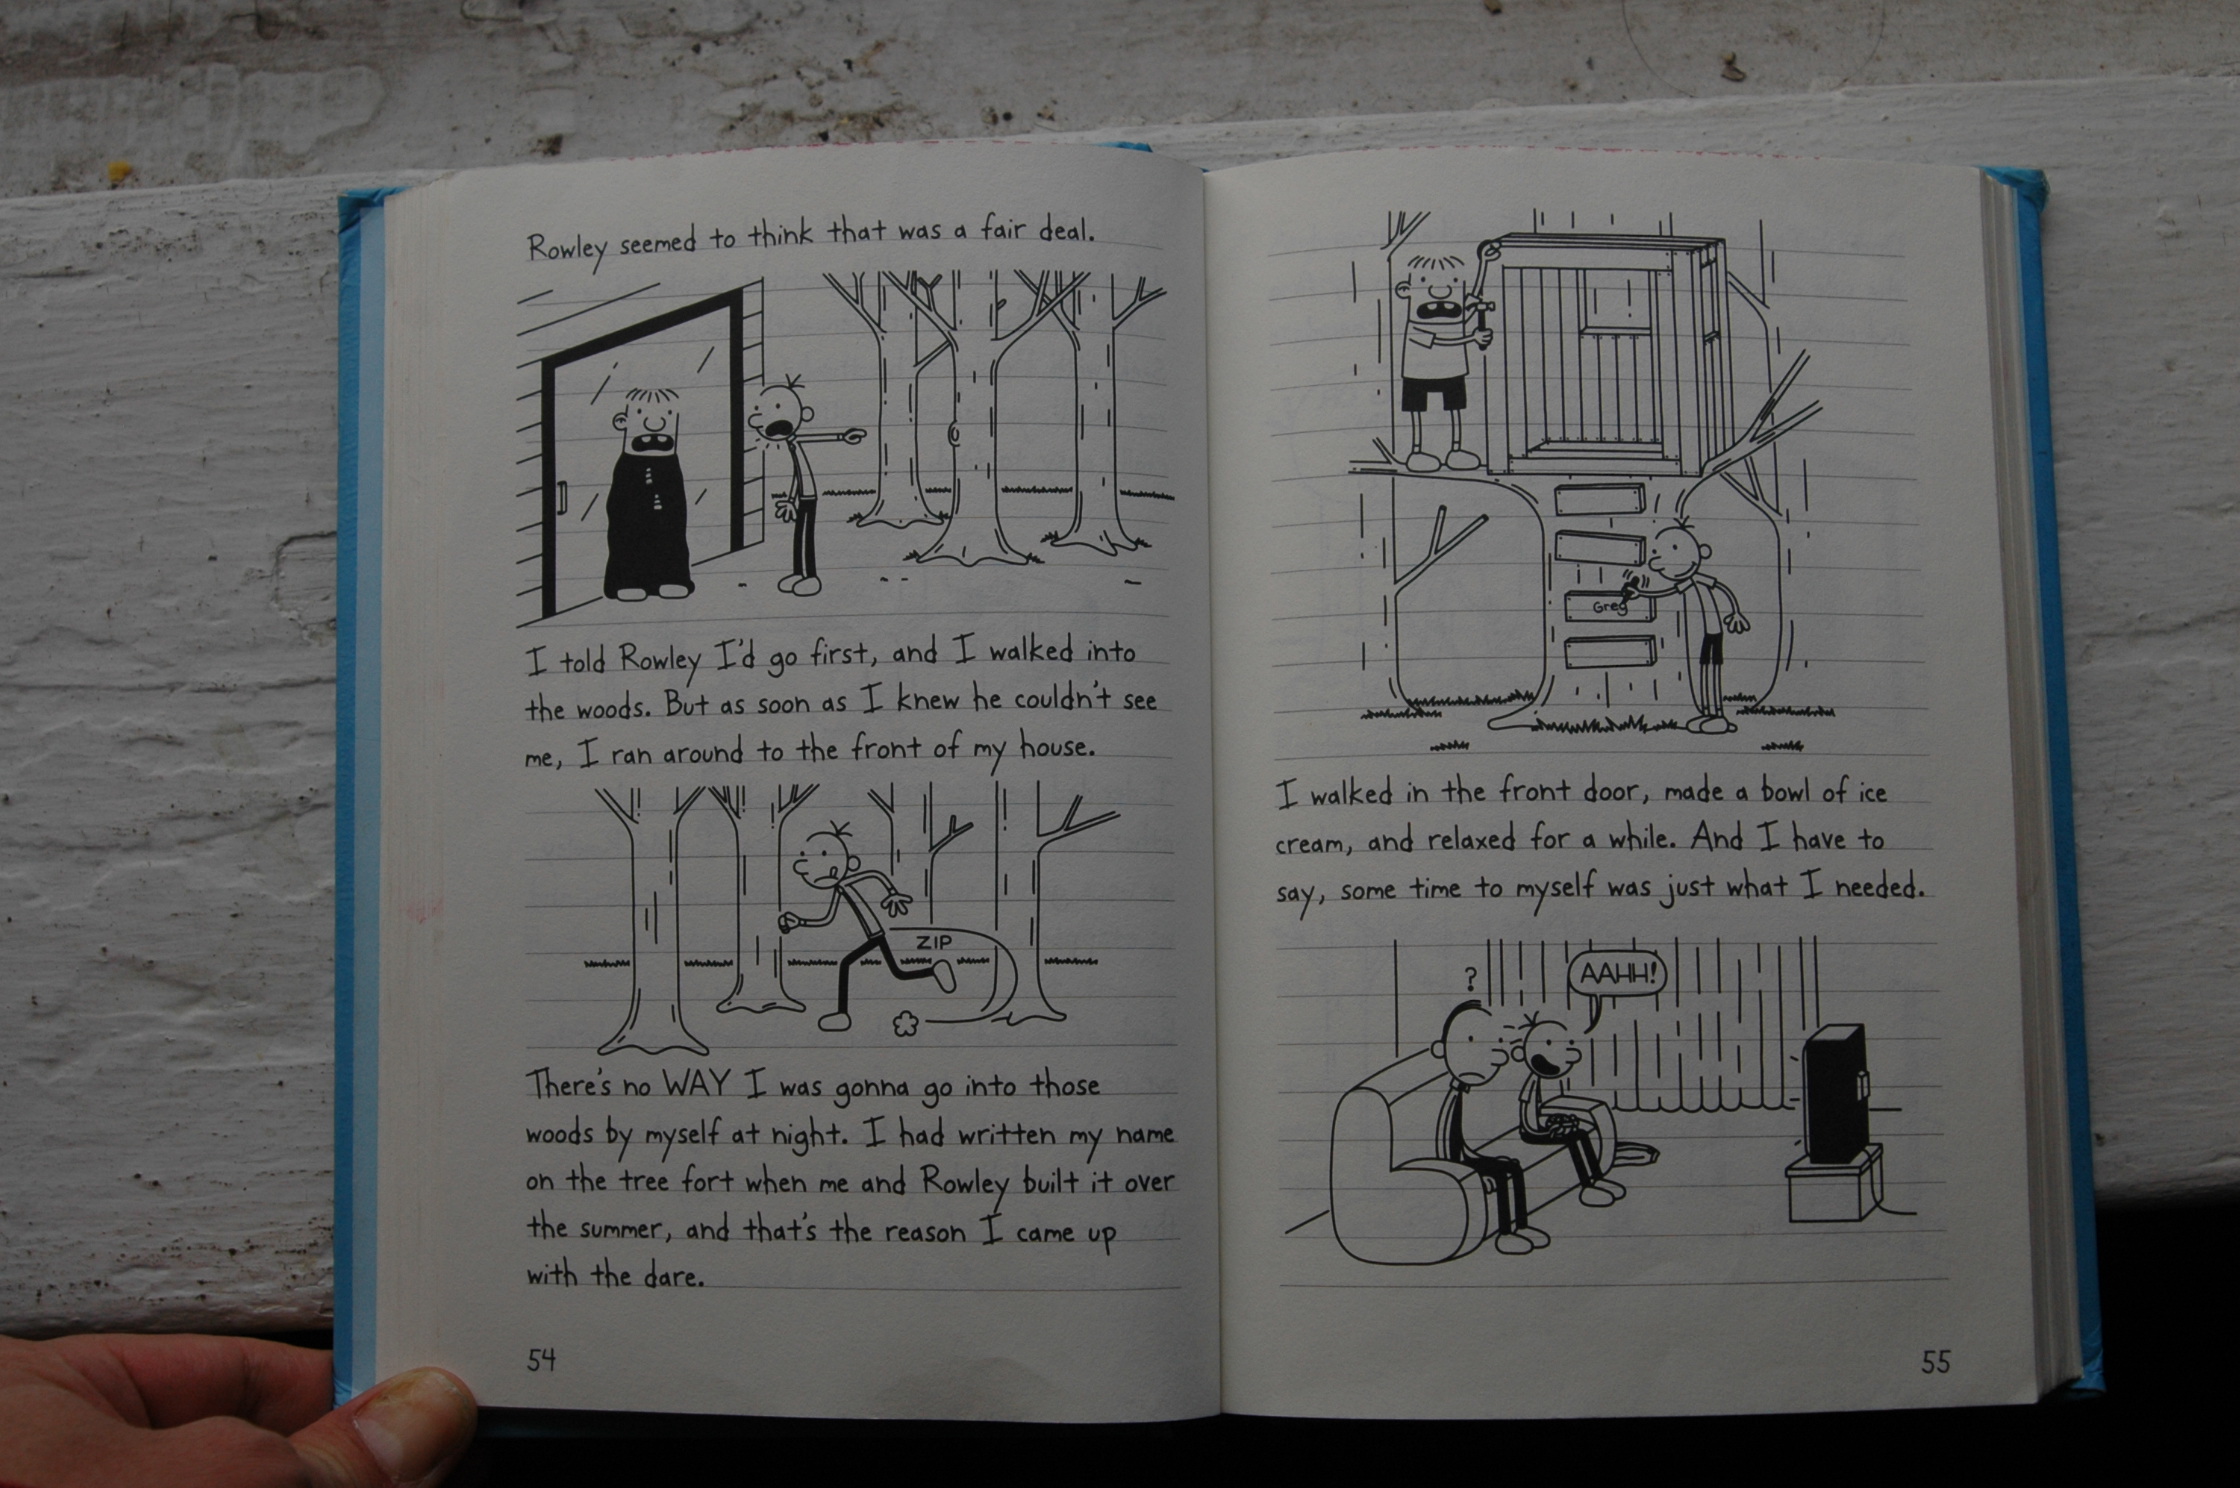 Rowley seemed to think that was a fair deal.
I told Rowley I'd go first, and I walked into
the woods. But as soon as I knew he couldn't see
me, I ran around to the front of my house.
ZIP
There's no WAY I was gonna go into those
woods by myself at night. I had written my name
on the tree fort when me and Rowley built it over
the summer, and that's the reason I came up
with the dare.
54
Greg
I walked in the front door, made a bowl of ice
cream, and relaxed for a while. And I have to
say, some time to myself was just what I needed.
?
AAHH!
55